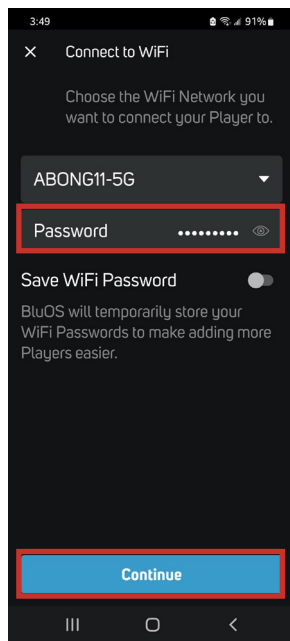 3:49 91%
Connect to WiFi
Choose the WiFi Network you
want to connect your Player to.
ABONG11-5G
Password •••••••••
Save WiFi Password
BluOS will temporarily store your
WiFi Passwords to make adding more
Players easier.
Continue